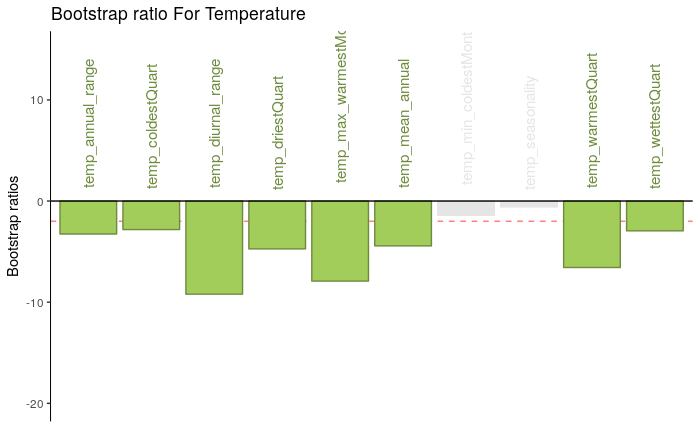 Bootstrap ratio For Temperature
Bootstrap ratios
10
0
-10
-20
temp_annual_range
temp_coldestQuart
temp_diurnal_range
temp_driestQuart
temp_max_warmestMo
temp_mean_annual
temp_min_coldestMont
temp_seasonality
temp_warmestQuart
temp_wettestQuart